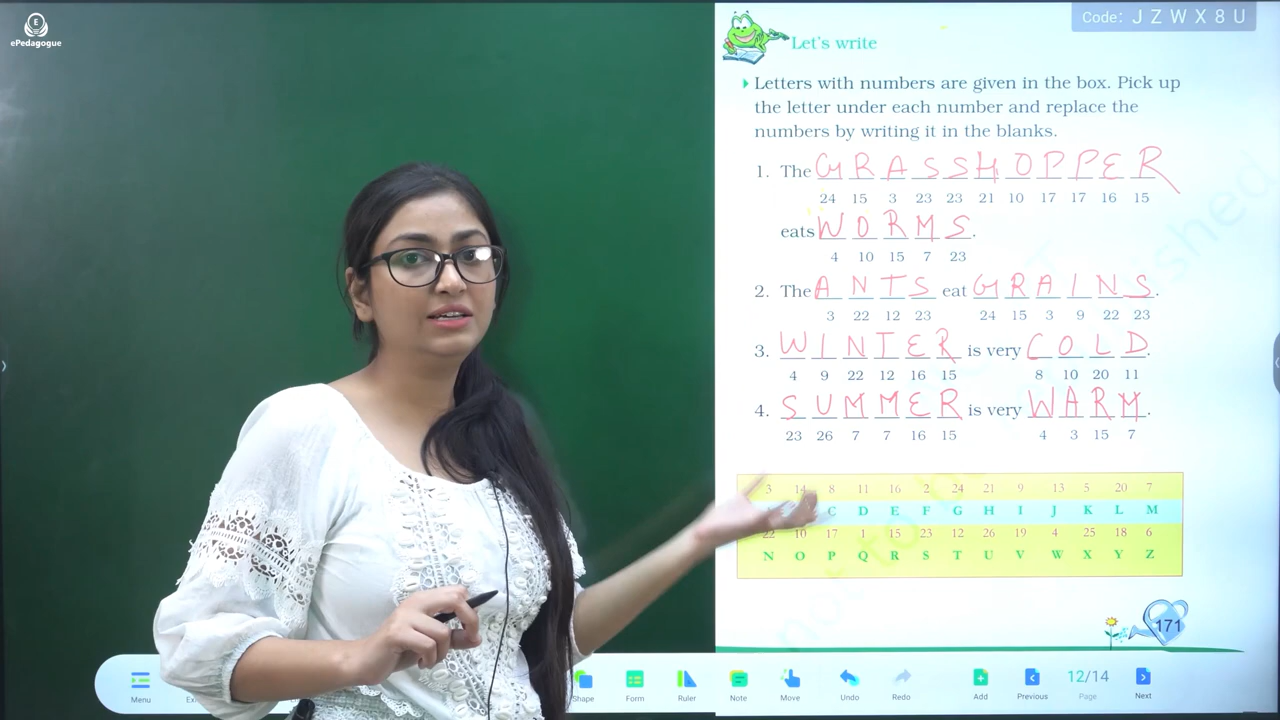 E
ePedagogue
Code: J Z W X 8 U
Let's write
Letters with numbers are given in the box. Pick up
the letter under each number and replace the
numbers by writing it in the blanks.
1. The GRASSHOPPER
24 15 3 23 23 21 10 17 17 16 15
eats WORMS.
4 10 15 7 23
2. The ANTS eat GRAINS.
3 22 12 23 24 15 3 9 22 23
3. WINTER is very COLD.
4 9 22 12 16 15 8 10 20 11
4. SUMMER is very WARM.
23 26 7 7 16 15 4 3 15 7
3 14 8 11 16 2 24 21 9 13 5 20 7
C D E F G H I J K L M
22 10 17 1 15 23 12 26 19 4 25 18 6
N O P Q R S T U V W X Y Z
171
Menu
Shape
Form
Ruler
Note
Move
Undo
Redo
Add
Previous
12/14
Page
Next